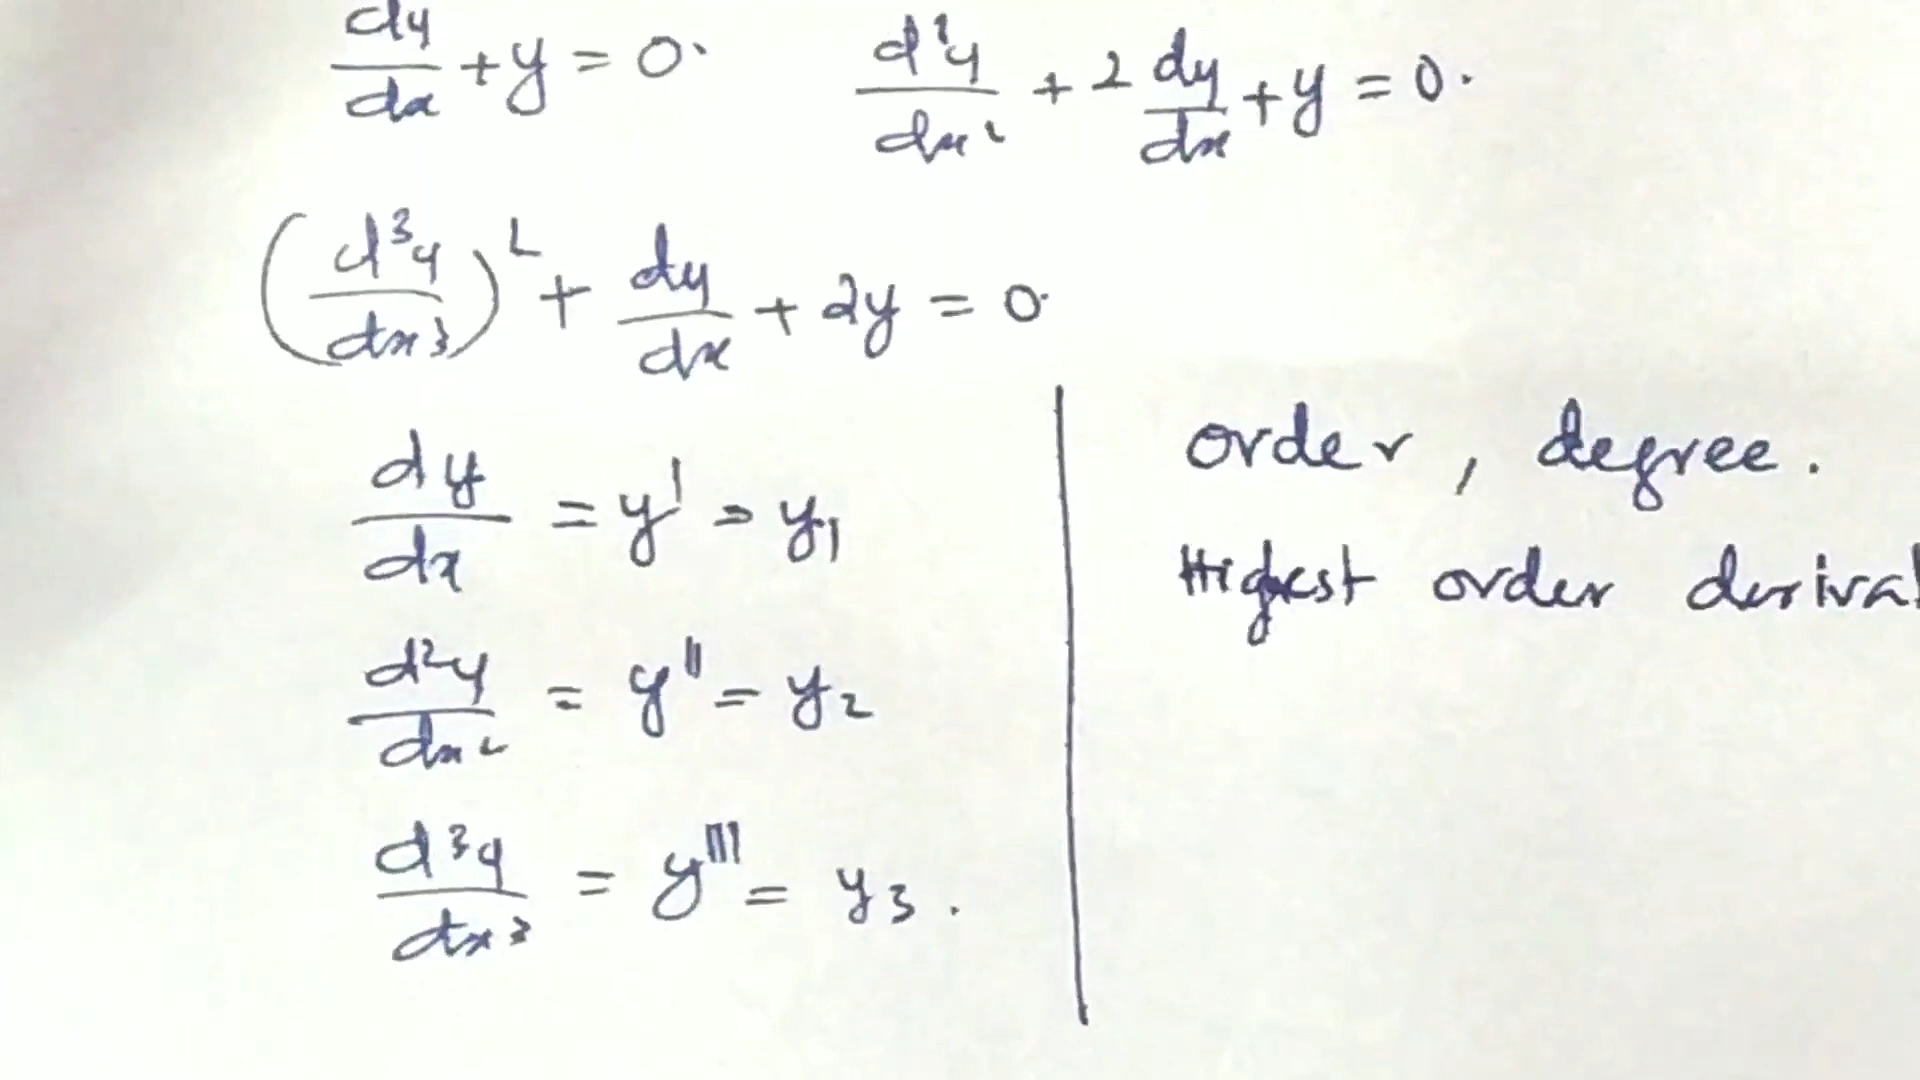 dy/dx + y = 0. d²y/dx² + 2 dy/dx + y = 0.
(d³y/dx³)² + dy/dx + 2y = 0.
dy/dx = y' = y₁
order, degree.
Highest order derivat
d²y/dx² = y'' = y₂
d³y/dx³ = y''' = y₃.